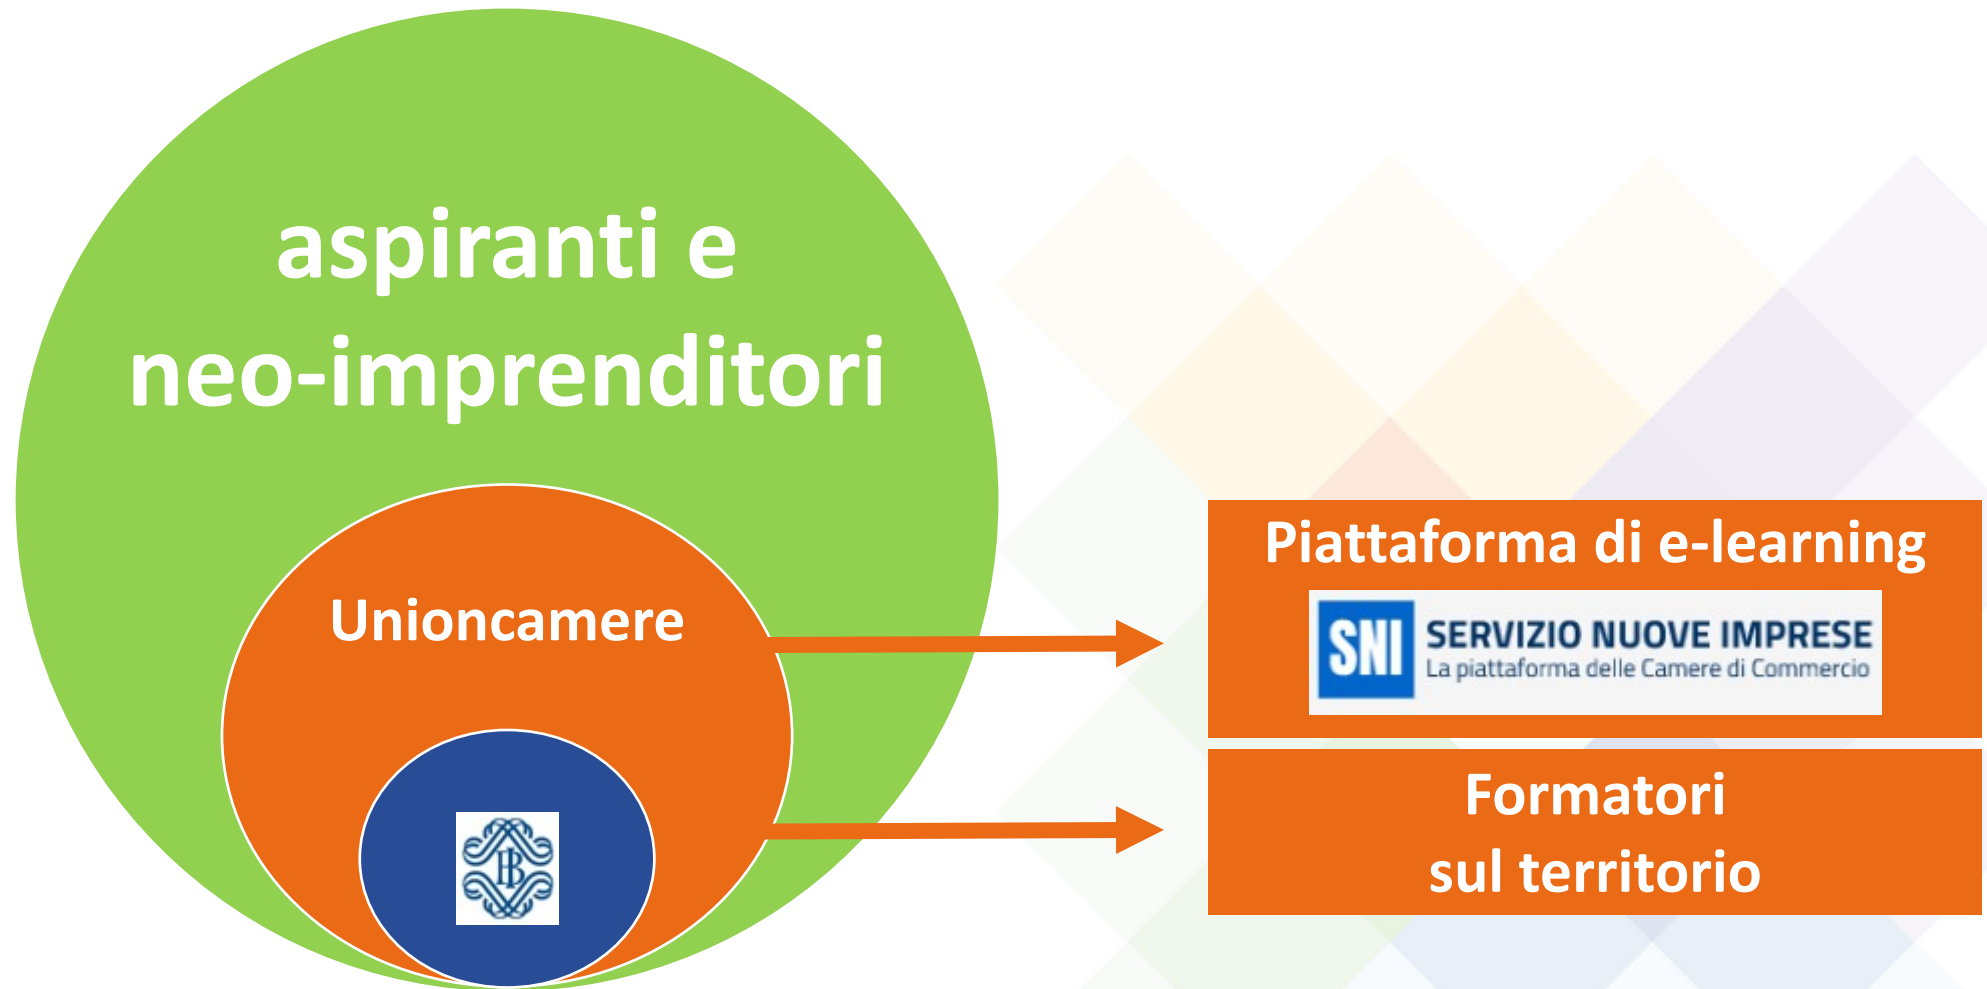 aspiranti e
neo-imprenditori
Unioncamere
BI
Piattaforma di e-learning
SNI
SERVIZIO NUOVE IMPRESE
La piattaforma delle Camere di Commercio
Formatori
sul territorio